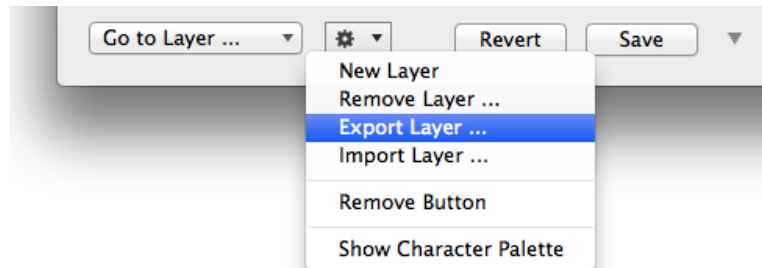 Go to Layer ... Revert Save
New Layer
Remove Layer ...
Export Layer ...
Import Layer ...
Remove Button
Show Character Palette